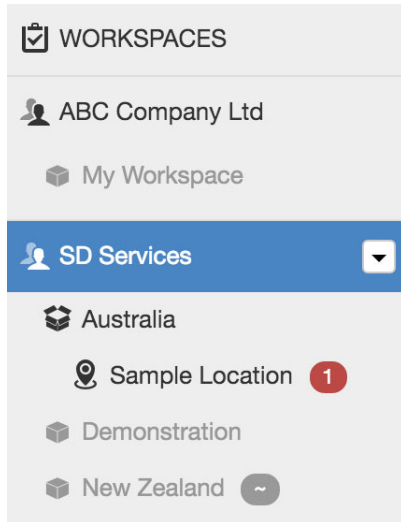 WORKSPACES
ABC Company Ltd
My Workspace
SD Services
Australia
Sample Location 1
Demonstration
New Zealand ~